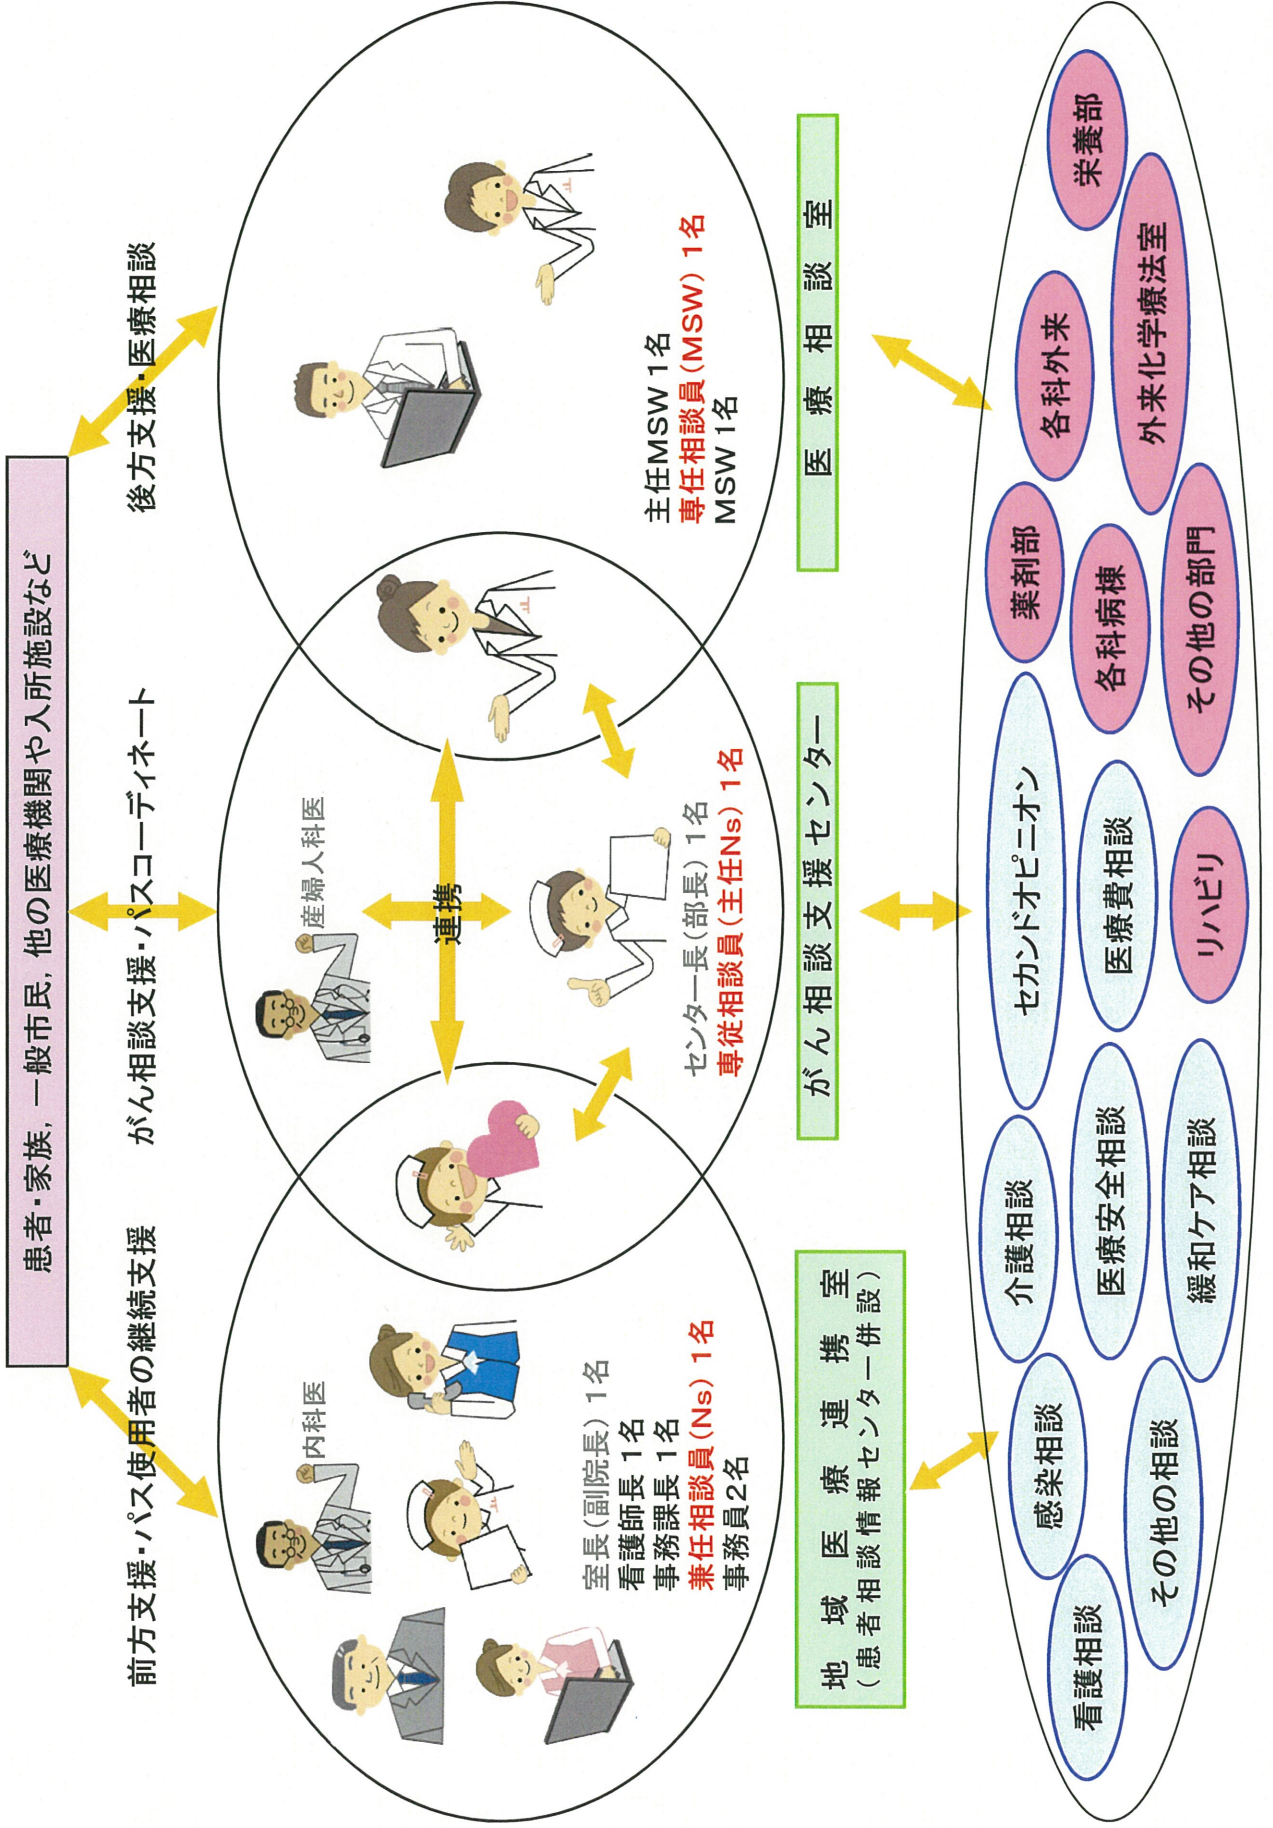 患者・家族，一般市民，他の医療機関や入所施設など
前方支援・パス使用者の継続支援
がん相談支援・パスコーディネート
後方支援・医療相談
内科医
室長（副院長）1名
看護師長 1名
事務課長 1名
兼任相談員（Ns）1名
事務員2名
産婦人科医
連携
センター長（部長）1名
専従相談員（主任Ns）1名
主任MSW 1名
専任相談員（MSW）1名
MSW 1名
地域医療連携室
（患者相談情報センター併設）
がん相談支援センター
医療相談室
看護相談
感染相談
その他の相談
介護相談
医療安全相談
緩和ケア相談
セカンドオピニオン
医療費相談
リハビリ
薬剤部
各科病棟
その他の部門
各科外来
外来化学療法室
栄養部